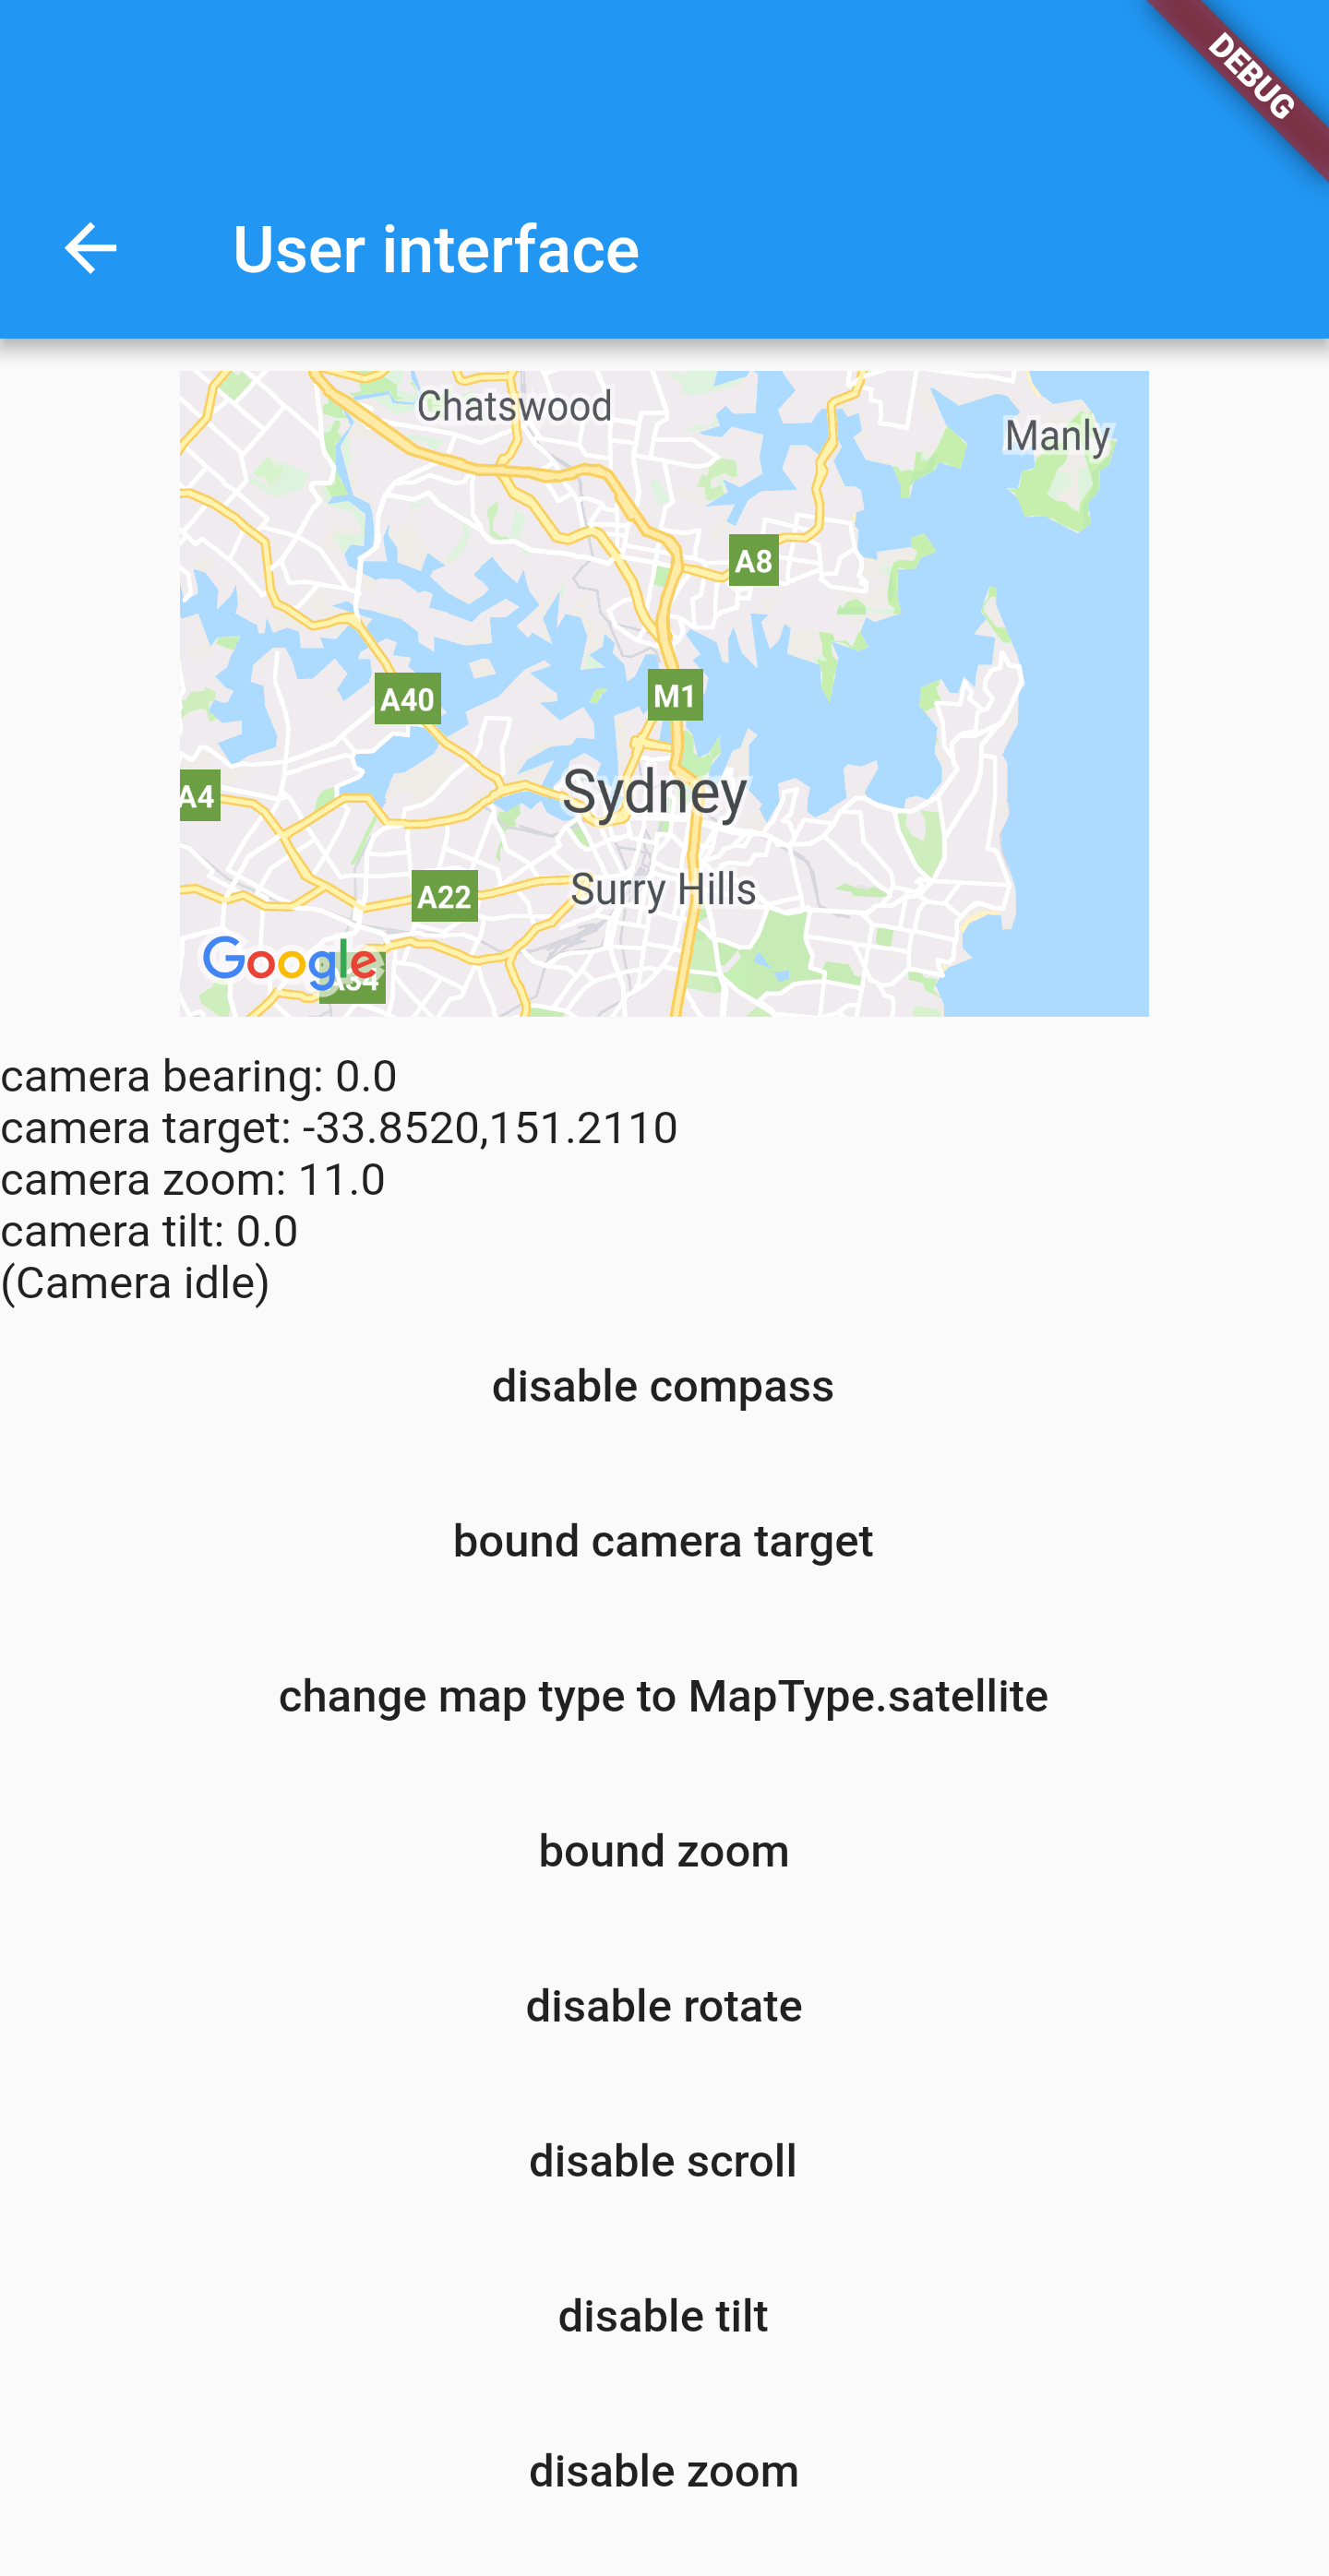 DEBUG
User interface
Chatswood
Manly
A8
A40
M1
A4
Sydney
A22
Surry Hills
Google
camera bearing: 0.0
camera target: -33.8520,151.2110
camera zoom: 11.0
camera tilt: 0.0
(Camera idle)
disable compass
bound camera target
change map type to MapType.satellite
bound zoom
disable rotate
disable scroll
disable tilt
disable zoom